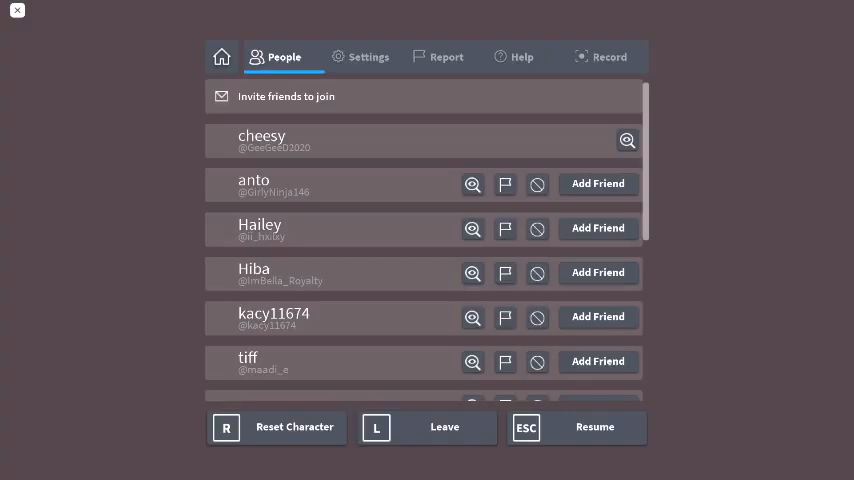 People Settings Report Help Record
Invite friends to join
cheesy
@GeeGeeD2020
anto
@GirlyNinja146
Add Friend
Hailey
@ii_hxilxy
Add Friend
Hiba
@ImBella_Royalty
Add Friend
kacy11674
@kacy11674
Add Friend
tiff
@maadi_e
Add Friend
R Reset Character L Leave ESC Resume